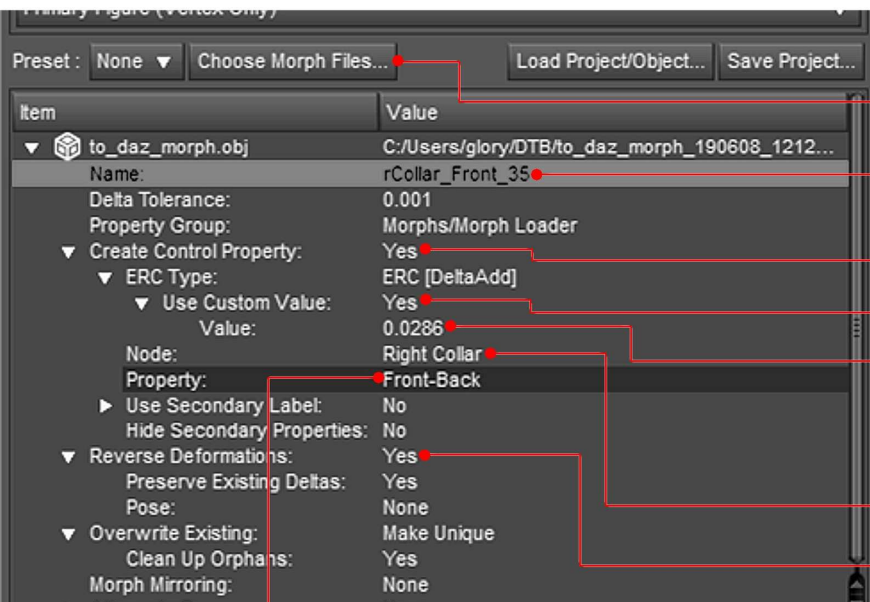 Primary Figure (Vertex Only)
Preset : None Choose Morph Files... Load Project/Object... Save Project...
Item Value
to_daz_morph.obj C:/Users/glory/DTB/to_daz_morph_190608_1212...
Name: rCollar_Front_35
Delta Tolerance: 0.001
Property Group: Morphs/Morph Loader
Create Control Property: Yes
ERC Type: ERC [DeltaAdd]
Use Custom Value: Yes
Value: 0.0286
Node: Right Collar
Property: Front-Back
Use Secondary Label: No
Hide Secondary Properties: No
Reverse Deformations: Yes
Preserve Existing Deltas: Yes
Pose: None
Overwrite Existing: Make Unique
Clean Up Orphans: Yes
Morph Mirroring: None